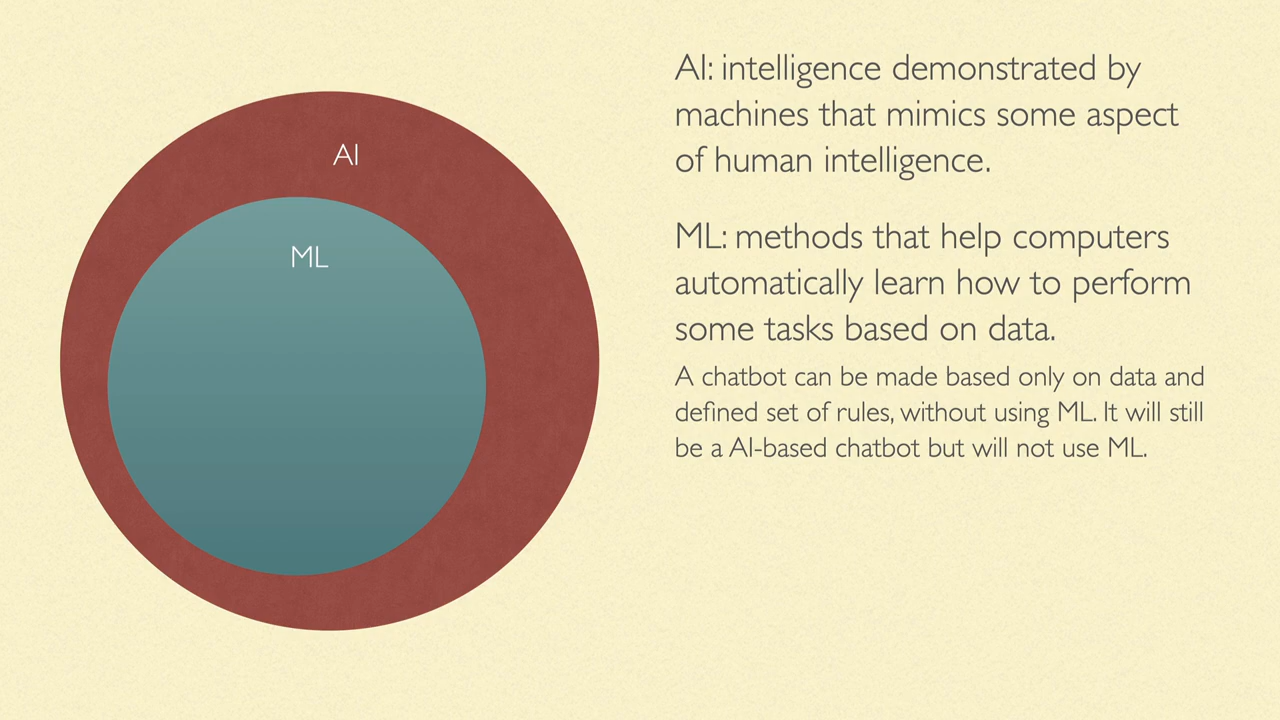 AI
ML
AI: intelligence demonstrated by
machines that mimics some aspect
of human intelligence.
ML: methods that help computers
automatically learn how to perform
some tasks based on data.
A chatbot can be made based only on data and
defined set of rules, without using ML. It will still
be a AI-based chatbot but will not use ML.